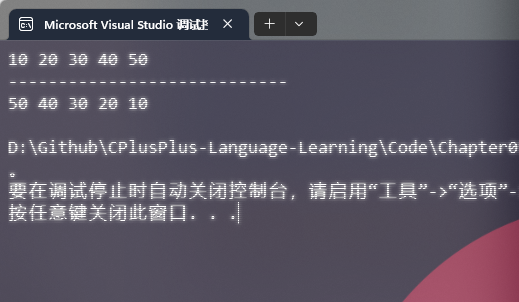 Microsoft Visual Studio 调试
10 20 30 40 50
----------------------------
50 40 30 20 10
D:\Github\CPlusPlus-Language-Learning\Code\Chapter0
。
要在调试停止时自动关闭控制台，请启用“工具”->“选项”-
按任意键关闭此窗口. . .